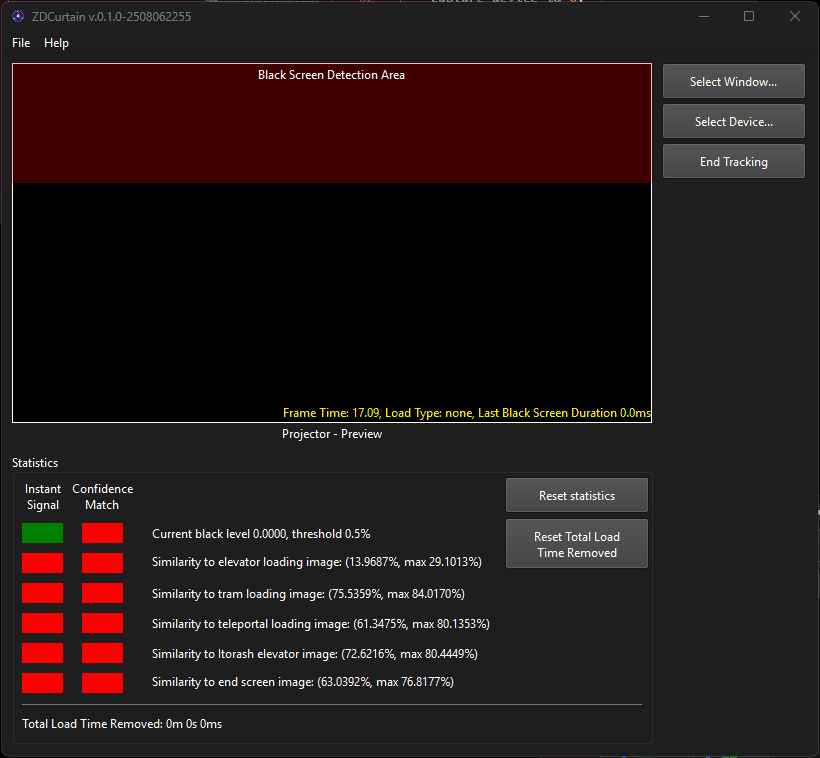 ZDCurtain v.0.1.0-2508062255
File Help
Black Screen Detection Area
Select Window...
Select Device...
End Tracking
Frame Time: 17.09, Load Type: none, Last Black Screen Duration 0.0ms
Projector - Preview
Statistics
Instant Signal
Confidence Match
Reset statistics
Reset Total Load Time Removed
Current black level 0.0000, threshold 0.5%
Similarity to elevator loading image: (13.9687%, max 29.1013%)
Similarity to tram loading image: (75.5359%, max 84.0170%)
Similarity to teleportal loading image: (61.3475%, max 80.1353%)
Similarity to Itorash elevator image: (72.6216%, max 80.4449%)
Similarity to end screen image: (63.0392%, max 76.8177%)
Total Load Time Removed: 0m 0s 0ms